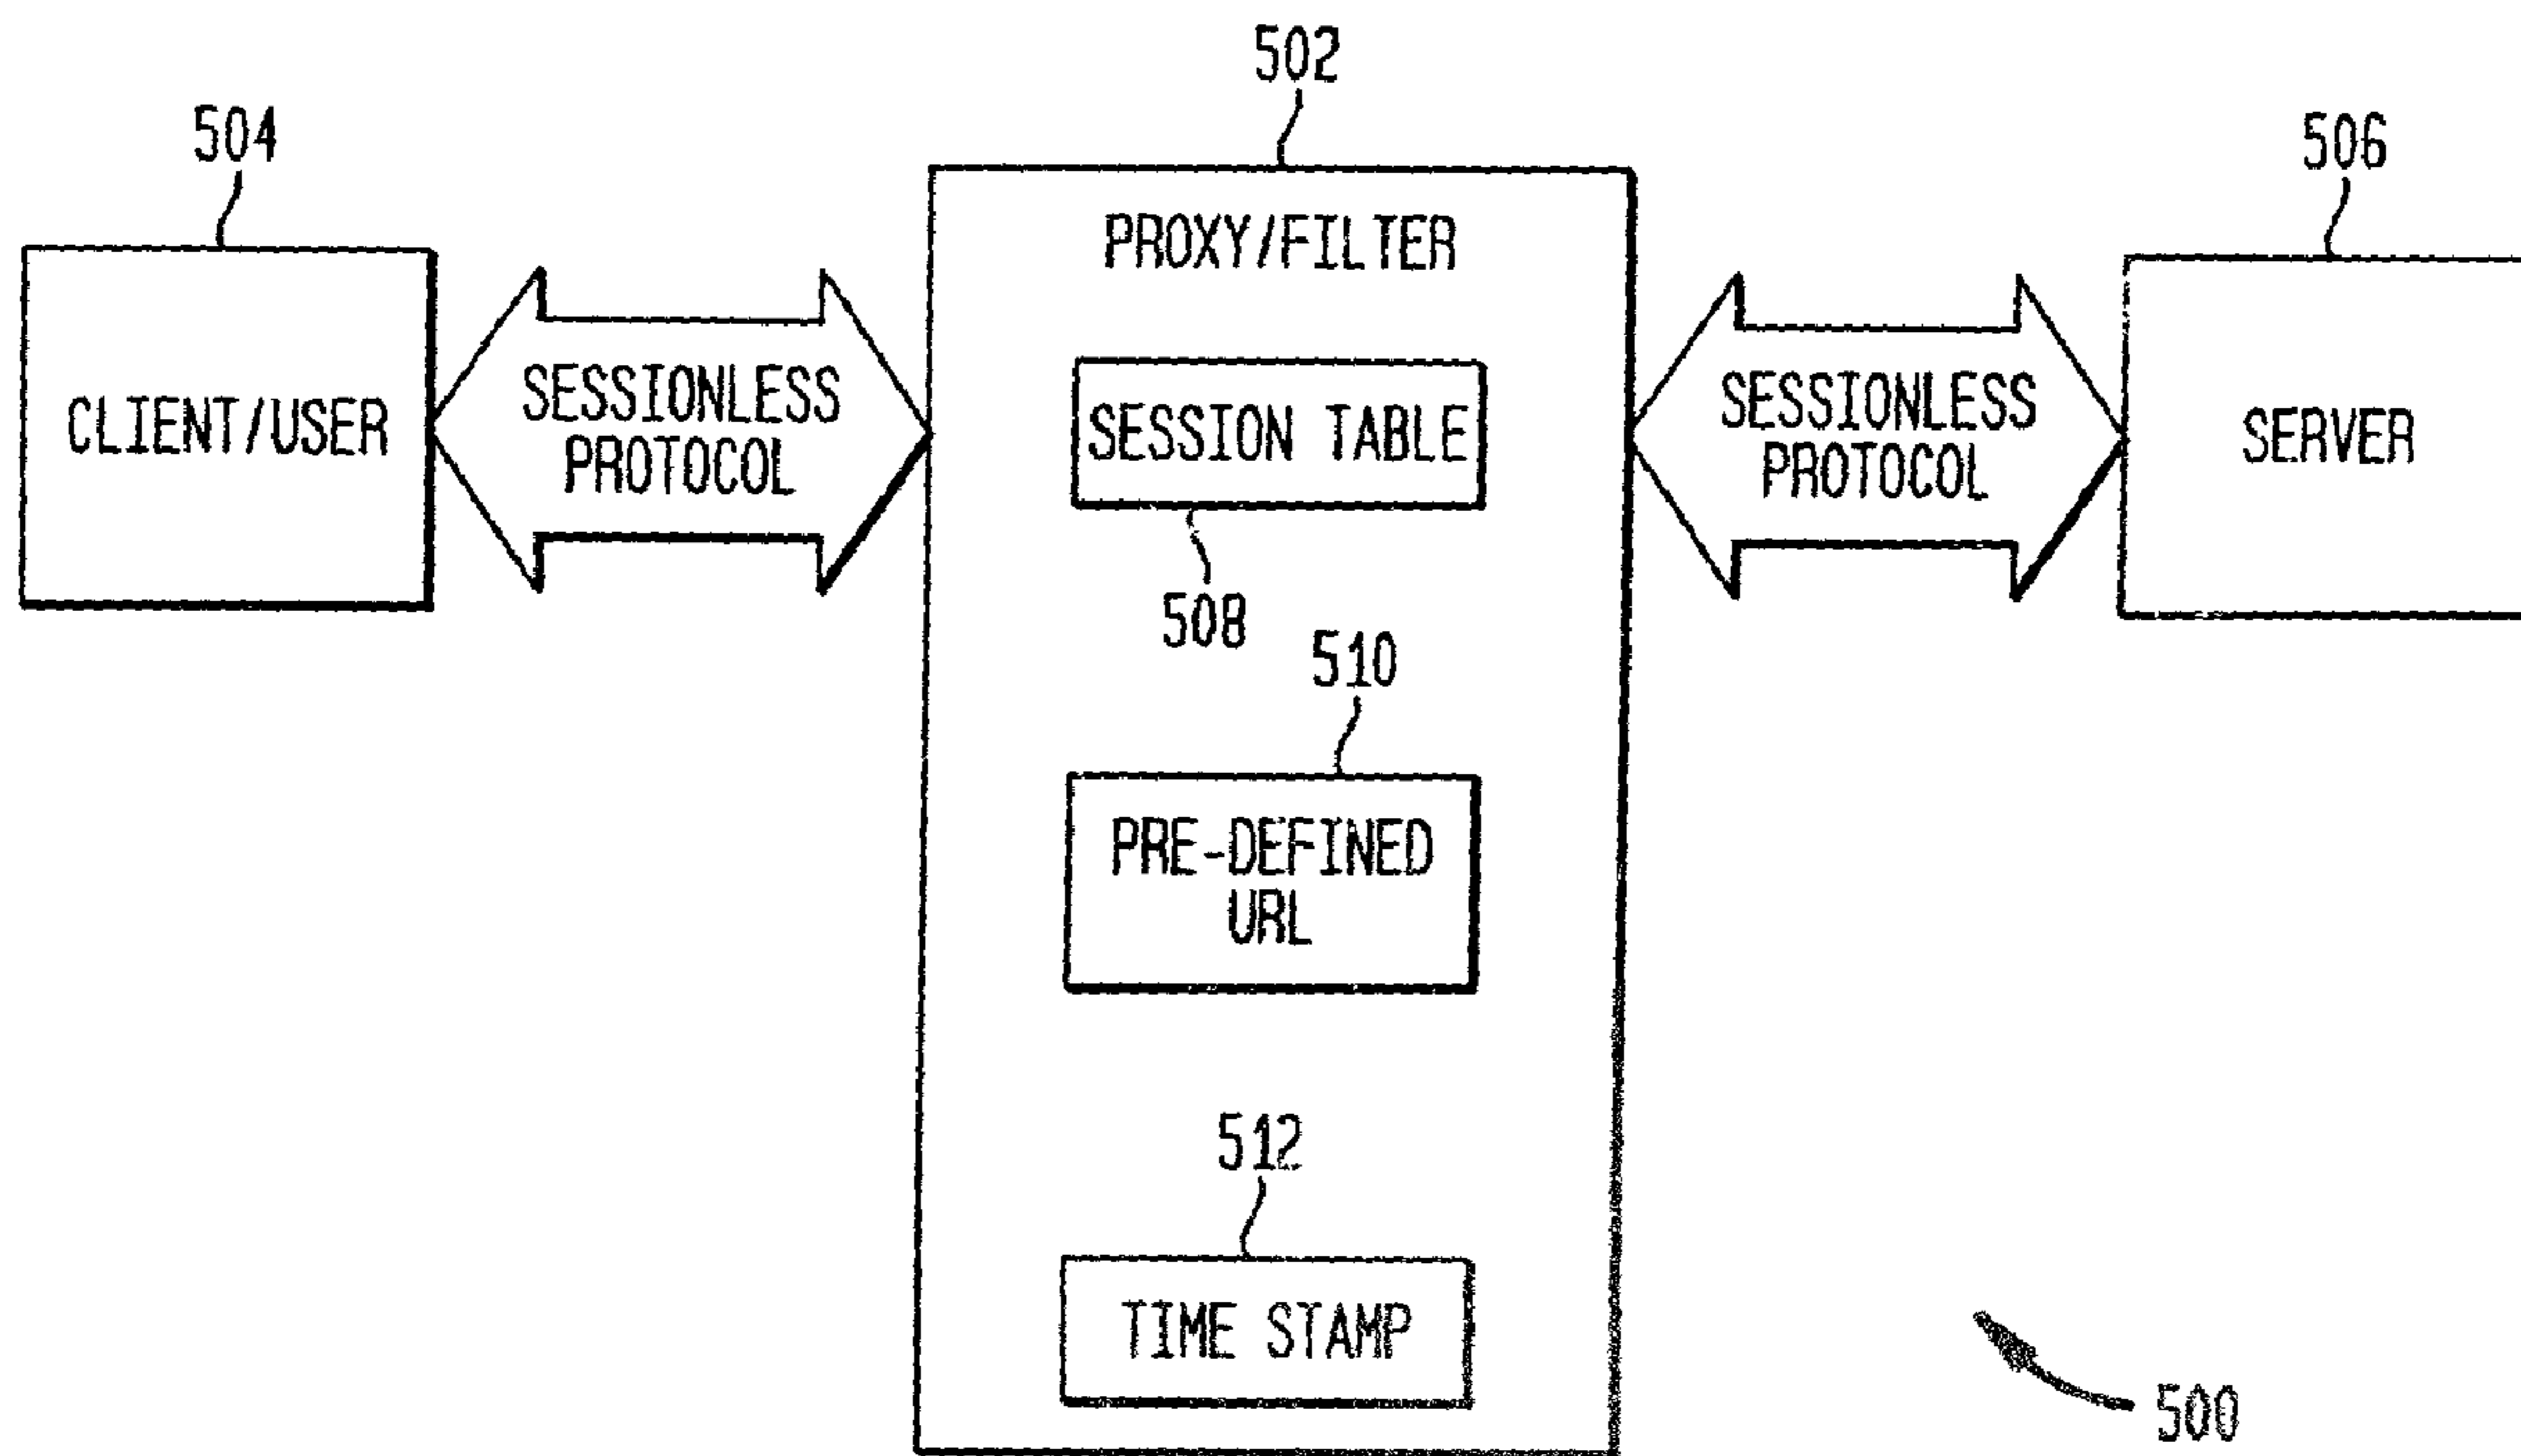 502
504
506
PROXY/FILTER
CLIENT/USER
SESSIONLESS
PROTOCOL
SESSION TABLE
SESSIONLESS
PROTOCOL
SERVER
508
510
PRE-DEFINED
URL
512
TIME STAMP
500